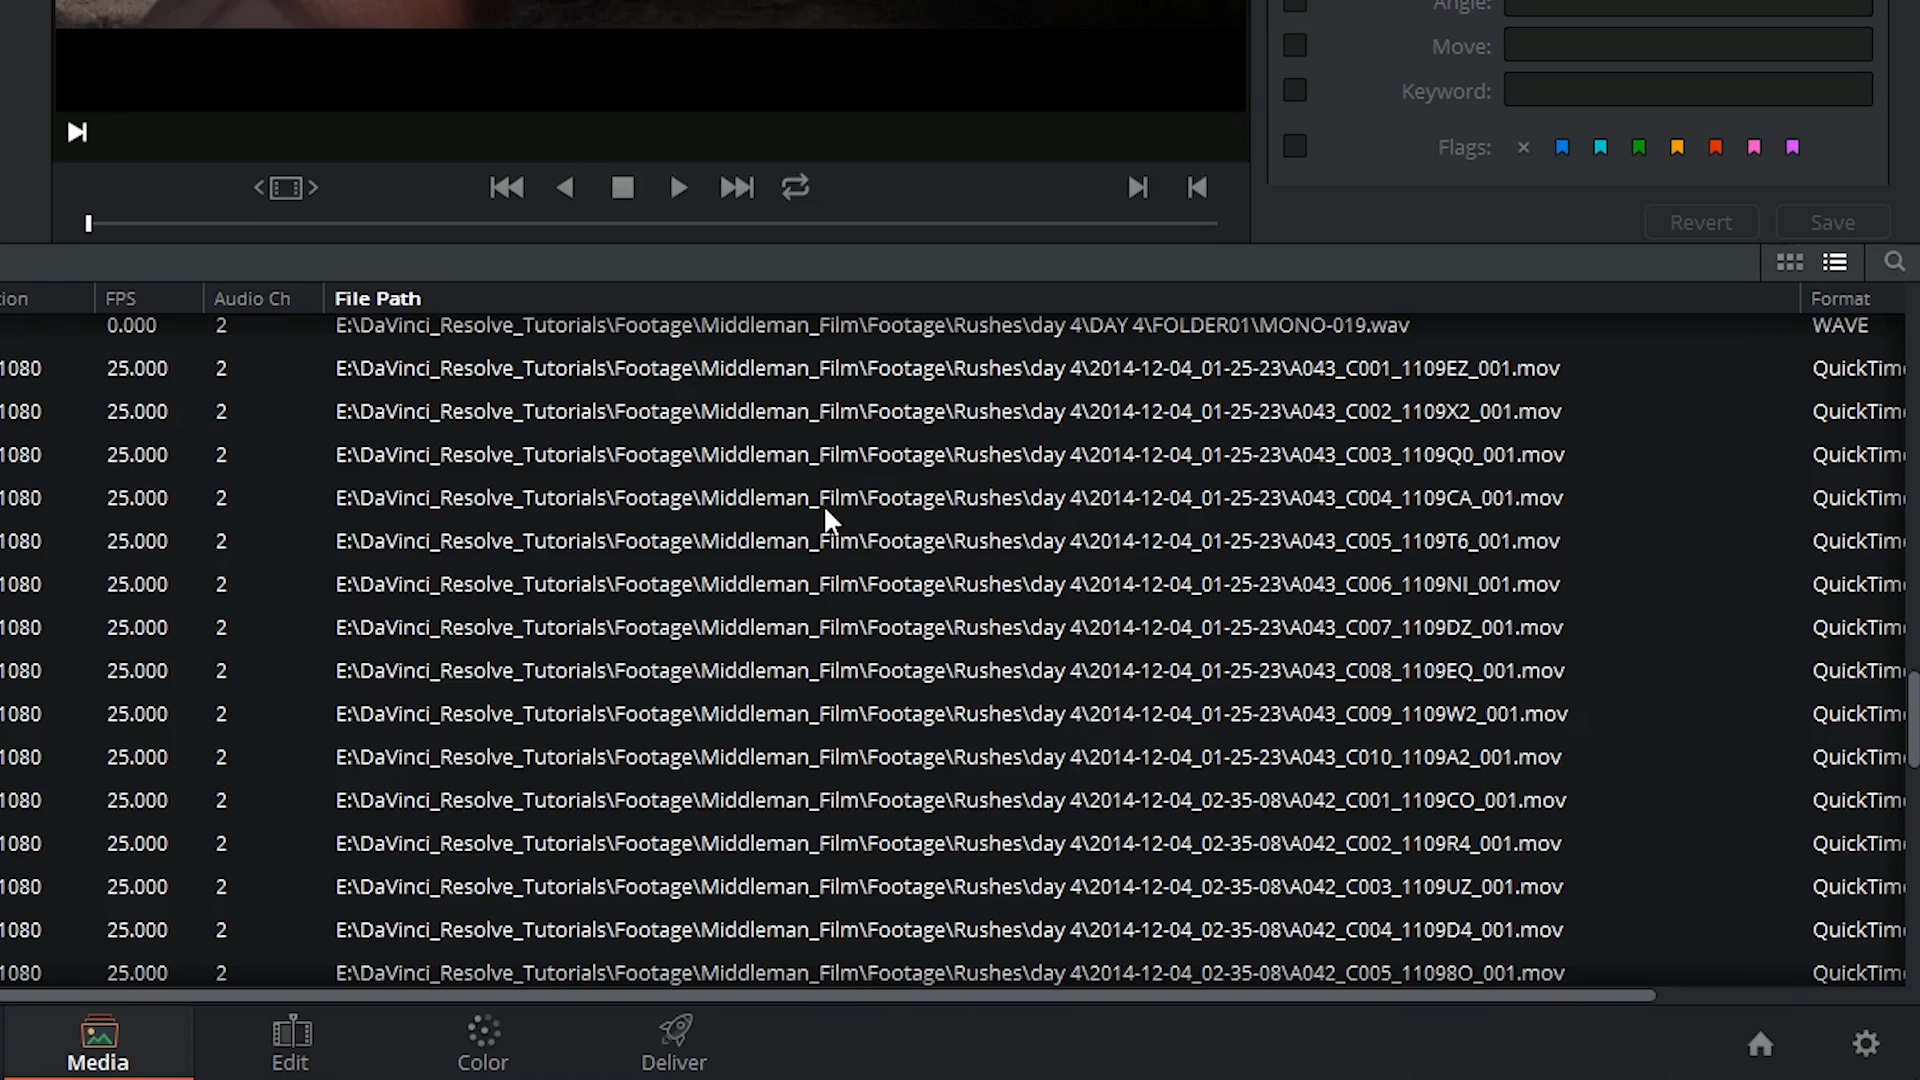 Angle:
Move:
Keyword:
Flags:
Revert Save
FPS Audio Ch File Path Format
0.000 2 E:\DaVinci_Resolve_Tutorials\Footage\Middleman_Film\Footage\Rushes\day 4\DAY 4\FOLDER01\MONO-019.wav WAVE
1080 25.000 2 E:\DaVinci_Resolve_Tutorials\Footage\Middleman_Film\Footage\Rushes\day 4\2014-12-04_01-25-23\A043_C001_1109EZ_001.mov QuickTim
1080 25.000 2 E:\DaVinci_Resolve_Tutorials\Footage\Middleman_Film\Footage\Rushes\day 4\2014-12-04_01-25-23\A043_C002_1109X2_001.mov QuickTim
1080 25.000 2 E:\DaVinci_Resolve_Tutorials\Footage\Middleman_Film\Footage\Rushes\day 4\2014-12-04_01-25-23\A043_C003_1109Q0_001.mov QuickTim
1080 25.000 2 E:\DaVinci_Resolve_Tutorials\Footage\Middleman_Film\Footage\Rushes\day 4\2014-12-04_01-25-23\A043_C004_1109CA_001.mov QuickTim
1080 25.000 2 E:\DaVinci_Resolve_Tutorials\Footage\Middleman_Film\Footage\Rushes\day 4\2014-12-04_01-25-23\A043_C005_1109T6_001.mov QuickTim
1080 25.000 2 E:\DaVinci_Resolve_Tutorials\Footage\Middleman_Film\Footage\Rushes\day 4\2014-12-04_01-25-23\A043_C006_1109NI_001.mov QuickTim
1080 25.000 2 E:\DaVinci_Resolve_Tutorials\Footage\Middleman_Film\Footage\Rushes\day 4\2014-12-04_01-25-23\A043_C007_1109DZ_001.mov QuickTim
1080 25.000 2 E:\DaVinci_Resolve_Tutorials\Footage\Middleman_Film\Footage\Rushes\day 4\2014-12-04_01-25-23\A043_C008_1109EQ_001.mov QuickTim
1080 25.000 2 E:\DaVinci_Resolve_Tutorials\Footage\Middleman_Film\Footage\Rushes\day 4\2014-12-04_01-25-23\A043_C009_1109W2_001.mov QuickTim
1080 25.000 2 E:\DaVinci_Resolve_Tutorials\Footage\Middleman_Film\Footage\Rushes\day 4\2014-12-04_01-25-23\A043_C010_1109A2_001.mov QuickTim
1080 25.000 2 E:\DaVinci_Resolve_Tutorials\Footage\Middleman_Film\Footage\Rushes\day 4\2014-12-04_02-35-08\A042_C001_1109CO_001.mov QuickTim
1080 25.000 2 E:\DaVinci_Resolve_Tutorials\Footage\Middleman_Film\Footage\Rushes\day 4\2014-12-04_02-35-08\A042_C002_1109R4_001.mov QuickTim
1080 25.000 2 E:\DaVinci_Resolve_Tutorials\Footage\Middleman_Film\Footage\Rushes\day 4\2014-12-04_02-35-08\A042_C003_1109UZ_001.mov QuickTim
1080 25.000 2 E:\DaVinci_Resolve_Tutorials\Footage\Middleman_Film\Footage\Rushes\day 4\2014-12-04_02-35-08\A042_C004_1109D4_001.mov QuickTim
1080 25.000 2 E:\DaVinci_Resolve_Tutorials\Footage\Middleman_Film\Footage\Rushes\day 4\2014-12-04_02-35-08\A042_C005_11098O_001.mov QuickTim
Media Edit Color Deliver